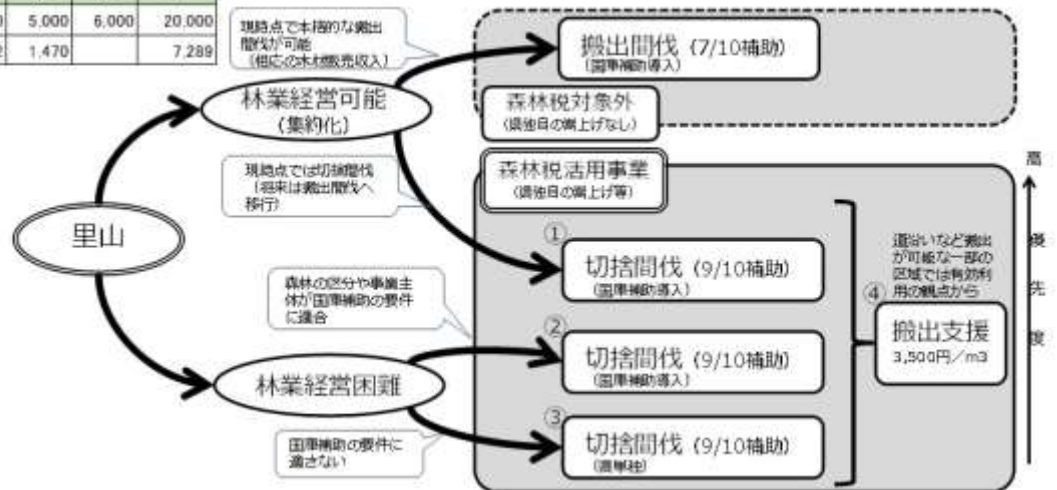 5,000 6,000 20,000
1,470 7,289
現時点で本格的な搬出
間伐が可能
(相応の木材販売収入)
搬出間伐 (7/10補助)
(国庫補助導入)
林業経営可能
(集約化)
森林税対象外
(県独自の嵩上げなし)
現時点では切捨間伐
(将来は搬出間伐へ
移行)
森林税活用事業
(県独自の嵩上げ等)
高
優
先
度
里山
①
切捨間伐 (9/10補助)
(国庫補助導入)
道沿いなど搬出
が可能な一部の
区域では有効利
用の観点から
④
搬出支援
3,500円/m3
森林の区分や事業主
体が国庫補助の要件
に適合
②
切捨間伐 (9/10補助)
(国庫補助導入)
林業経営困難
③
切捨間伐 (9/10補助)
(県単独)
国庫補助の要件に
適さない